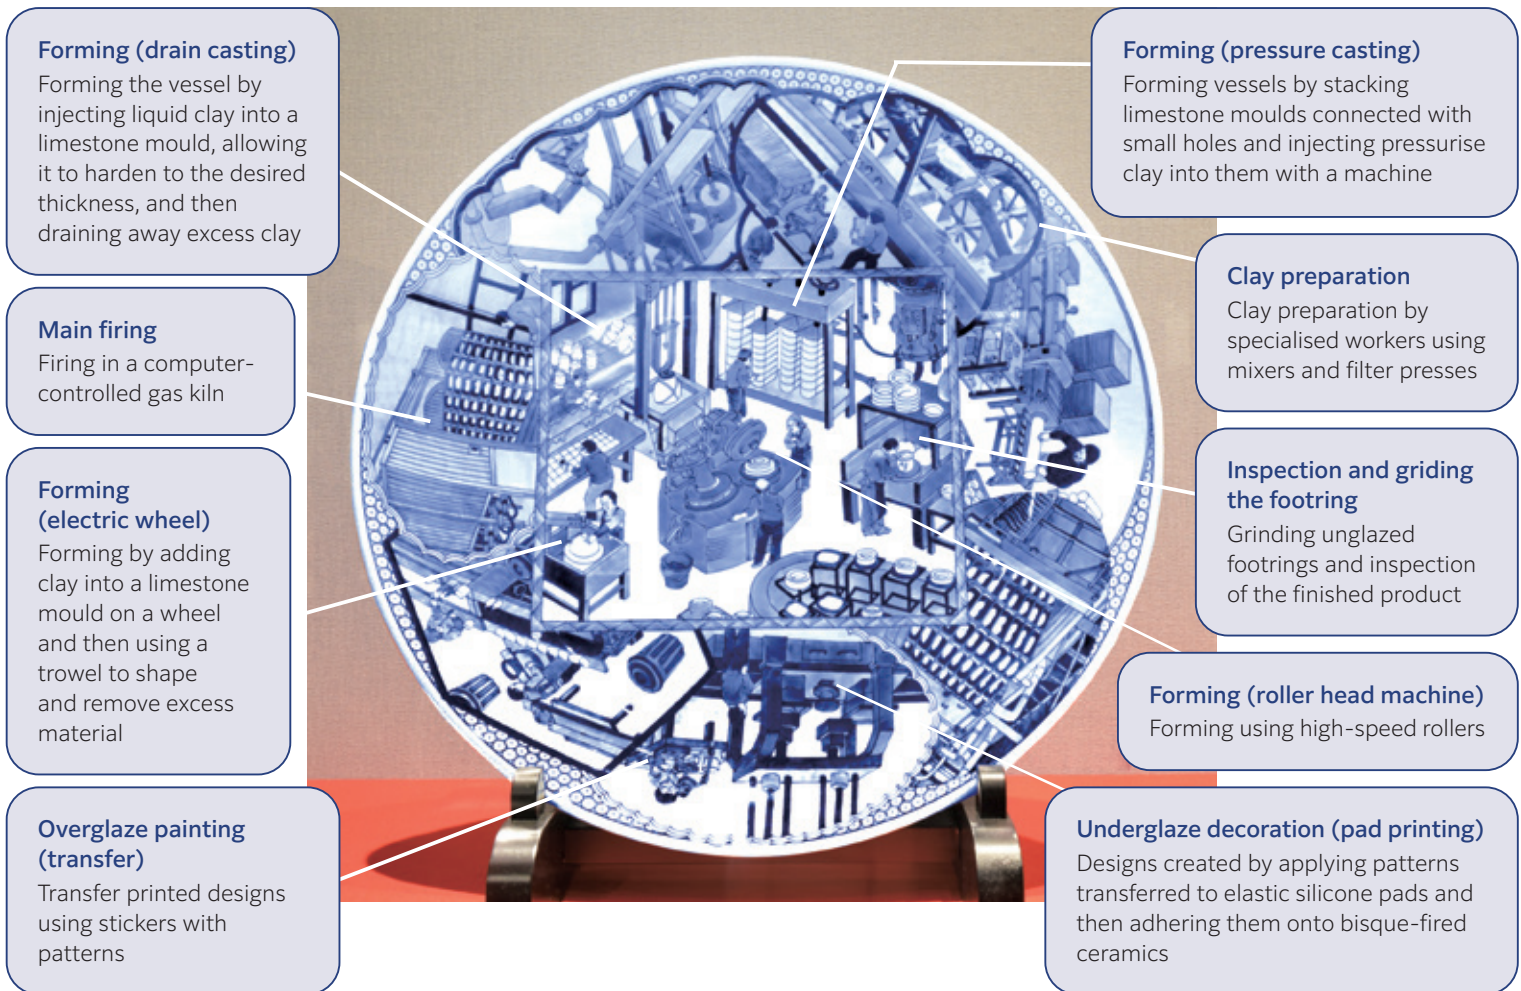 Forming (drain casting)
Forming the vessel by
injecting liquid clay into a
limestone mould, allowing
it to harden to the desired
thickness, and then
draining away excess clay
Main firing
Firing in a computer-
controlled gas kiln
Forming
(electric wheel)
Forming by adding
clay into a limestone
mould on a wheel
and then using a
trowel to shape
and remove excess
material
Overglaze painting
(transfer)
Transfer printed designs
using stickers with
patterns
Forming (pressure casting)
Forming vessels by stacking
limestone moulds connected with
small holes and injecting pressurise
clay into them with a machine
Clay preparation
Clay preparation by
specialised workers using
mixers and filter presses
Inspection and griding
the footring
Grinding unglazed
footrings and inspection
of the finished product
Forming (roller head machine)
Forming using high-speed rollers
Underglaze decoration (pad printing)
Designs created by applying patterns
transferred to elastic silicone pads and
then adhering them onto bisque-fired
ceramics